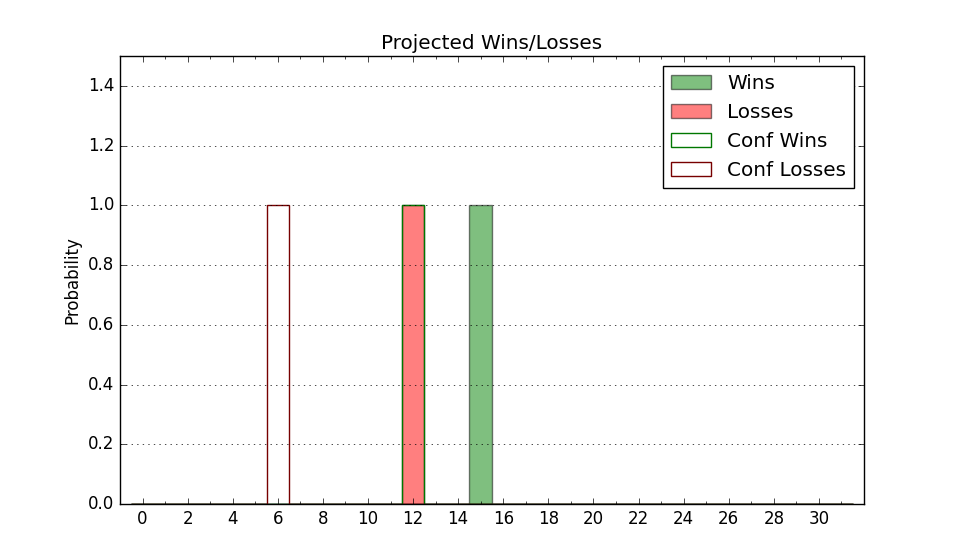 Projected Wins/Losses
Wins
Losses
Conf Wins
Conf Losses
Probability
1.4
1.2
1.0
0.8
0.6
0.4
0.2
0.0
0 2 4 6 8 10 12 14 16 18 20 22 24 26 28 30